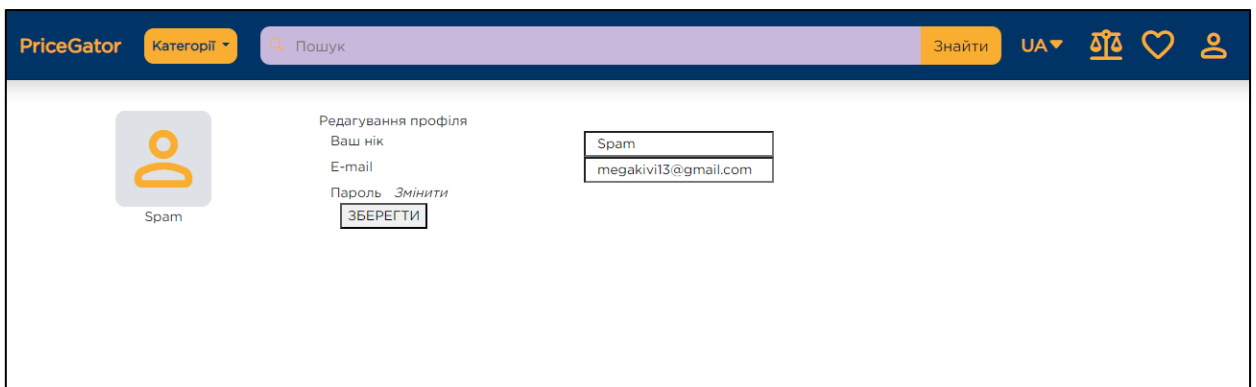 PriceGator Категорії Пошук Знайти UA
Редагування профіля
Ваш нік Spam
E-mail megakivi13@gmail.com
Пароль Змінити
Spam ЗБЕРЕГТИ